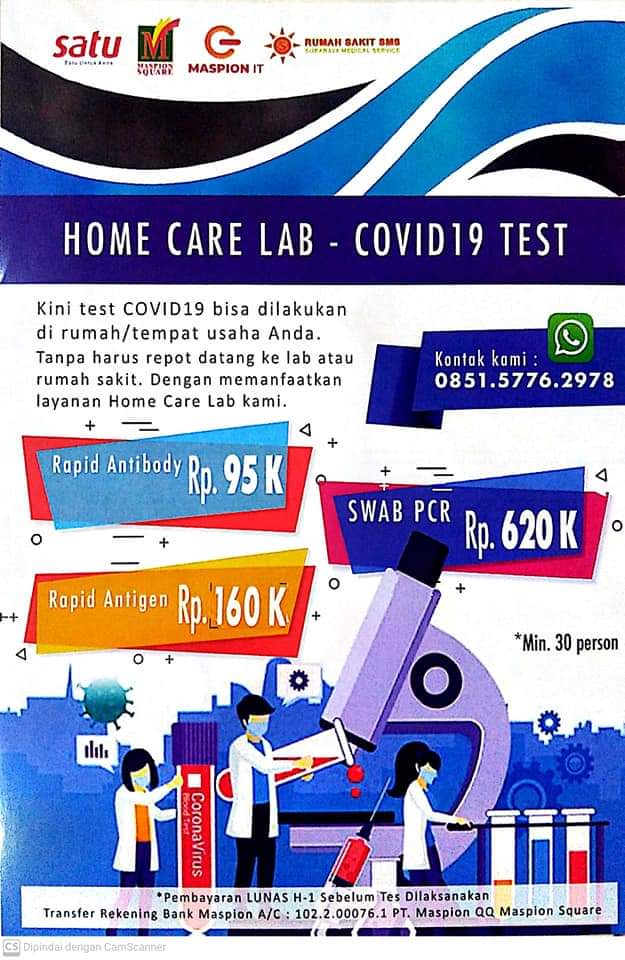 satu
Satu Untuk Anda
M
MASPION
SQUARE
MASPION IT
RUMAH SAKIT SMS
SURABAYA MEDICAL SERVICE
HOME CARE LAB - COVID19 TEST
Kini test COVID19 bisa dilakukan
di rumah/tempat usaha Anda.
Tanpa harus repot datang ke lab atau
rumah sakit. Dengan memanfaatkan
layanan Home Care Lab kami.
Kontak kami :
0851.5776.2978
Rapid Antibody Rp. 95 K
SWAB PCR Rp. 620 K
Rapid Antigen Rp. 160 K
*Min. 30 person
CoronaVirus
Blood Test
*Pembayaran LUNAS H-1 Sebelum Tes Dilaksanakan
Transfer Rekening Bank Maspion A/C : 102.2.00076.1 PT. Maspion QQ Maspion Square
CS Dipindai dengan CamScanner